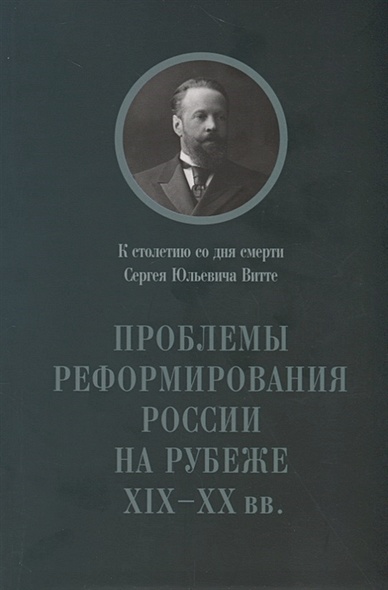 К столетию со дня смерти
Сергея Юльевича Витте
ПРОБЛЕМЫ
РЕФОРМИРОВАНИЯ
РОССИИ
НА РУБЕЖЕ
XIX–XX вв.